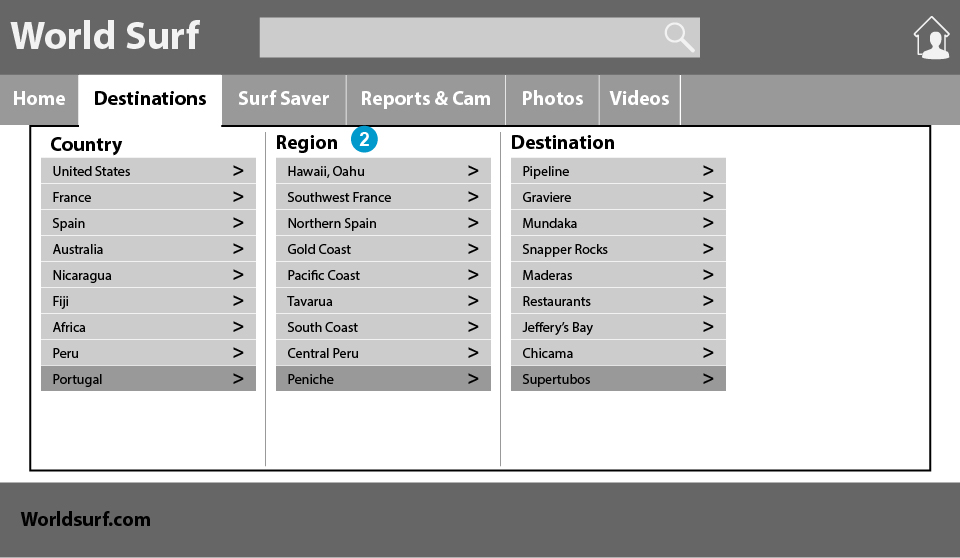 World Surf
Home Destinations Surf Saver Reports & Cam Photos Videos
Country Region 2 Destination
United States > Hawaii, Oahu > Pipeline >
France > Southwest France > Graviere >
Spain > Northern Spain > Mundaka >
Australia > Gold Coast > Snapper Rocks >
Nicaragua > Pacific Coast > Maderas >
Fiji > Tavarua > Restaurants >
Africa > South Coast > Jeffery's Bay >
Peru > Central Peru > Chicama >
Portugal > Peniche > Supertubos >
Worldsurf.com